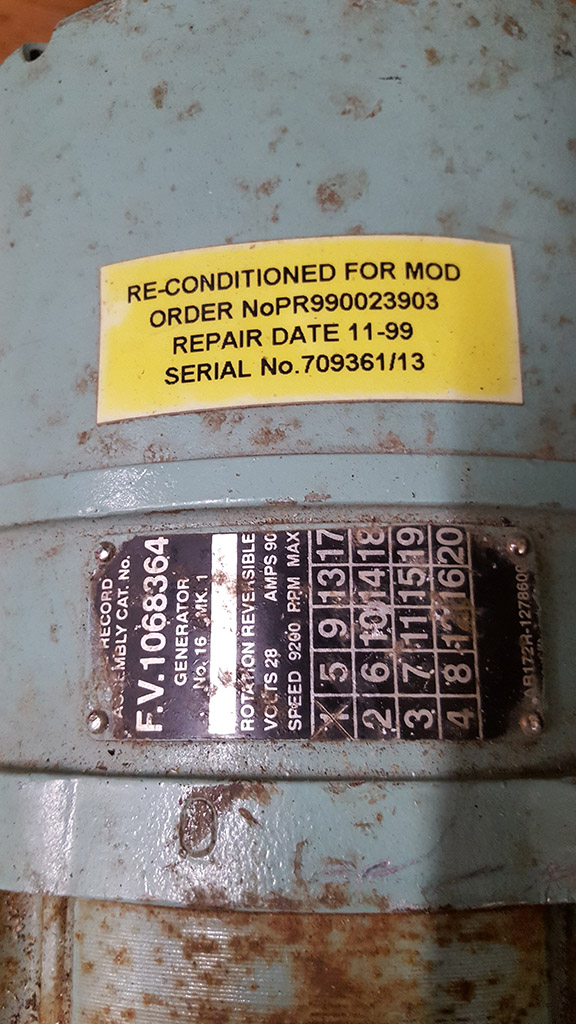 RE-CONDITIONED FOR MOD
ORDER NoPR990023903
REPAIR DATE 11-99
SERIAL No.709361/13
RECORD
ASSEMBLY CAT. No.
F.V.1068364
GENERATOR
No. 16 MK. 1
ROTATION REVERSIBLE
VOLTS 28 AMPS 90
SPEED 9200 PPM MAX
1 5 9 13 17
2 6 10 14 18
3 7 11 15 19
4 8 12 16 20